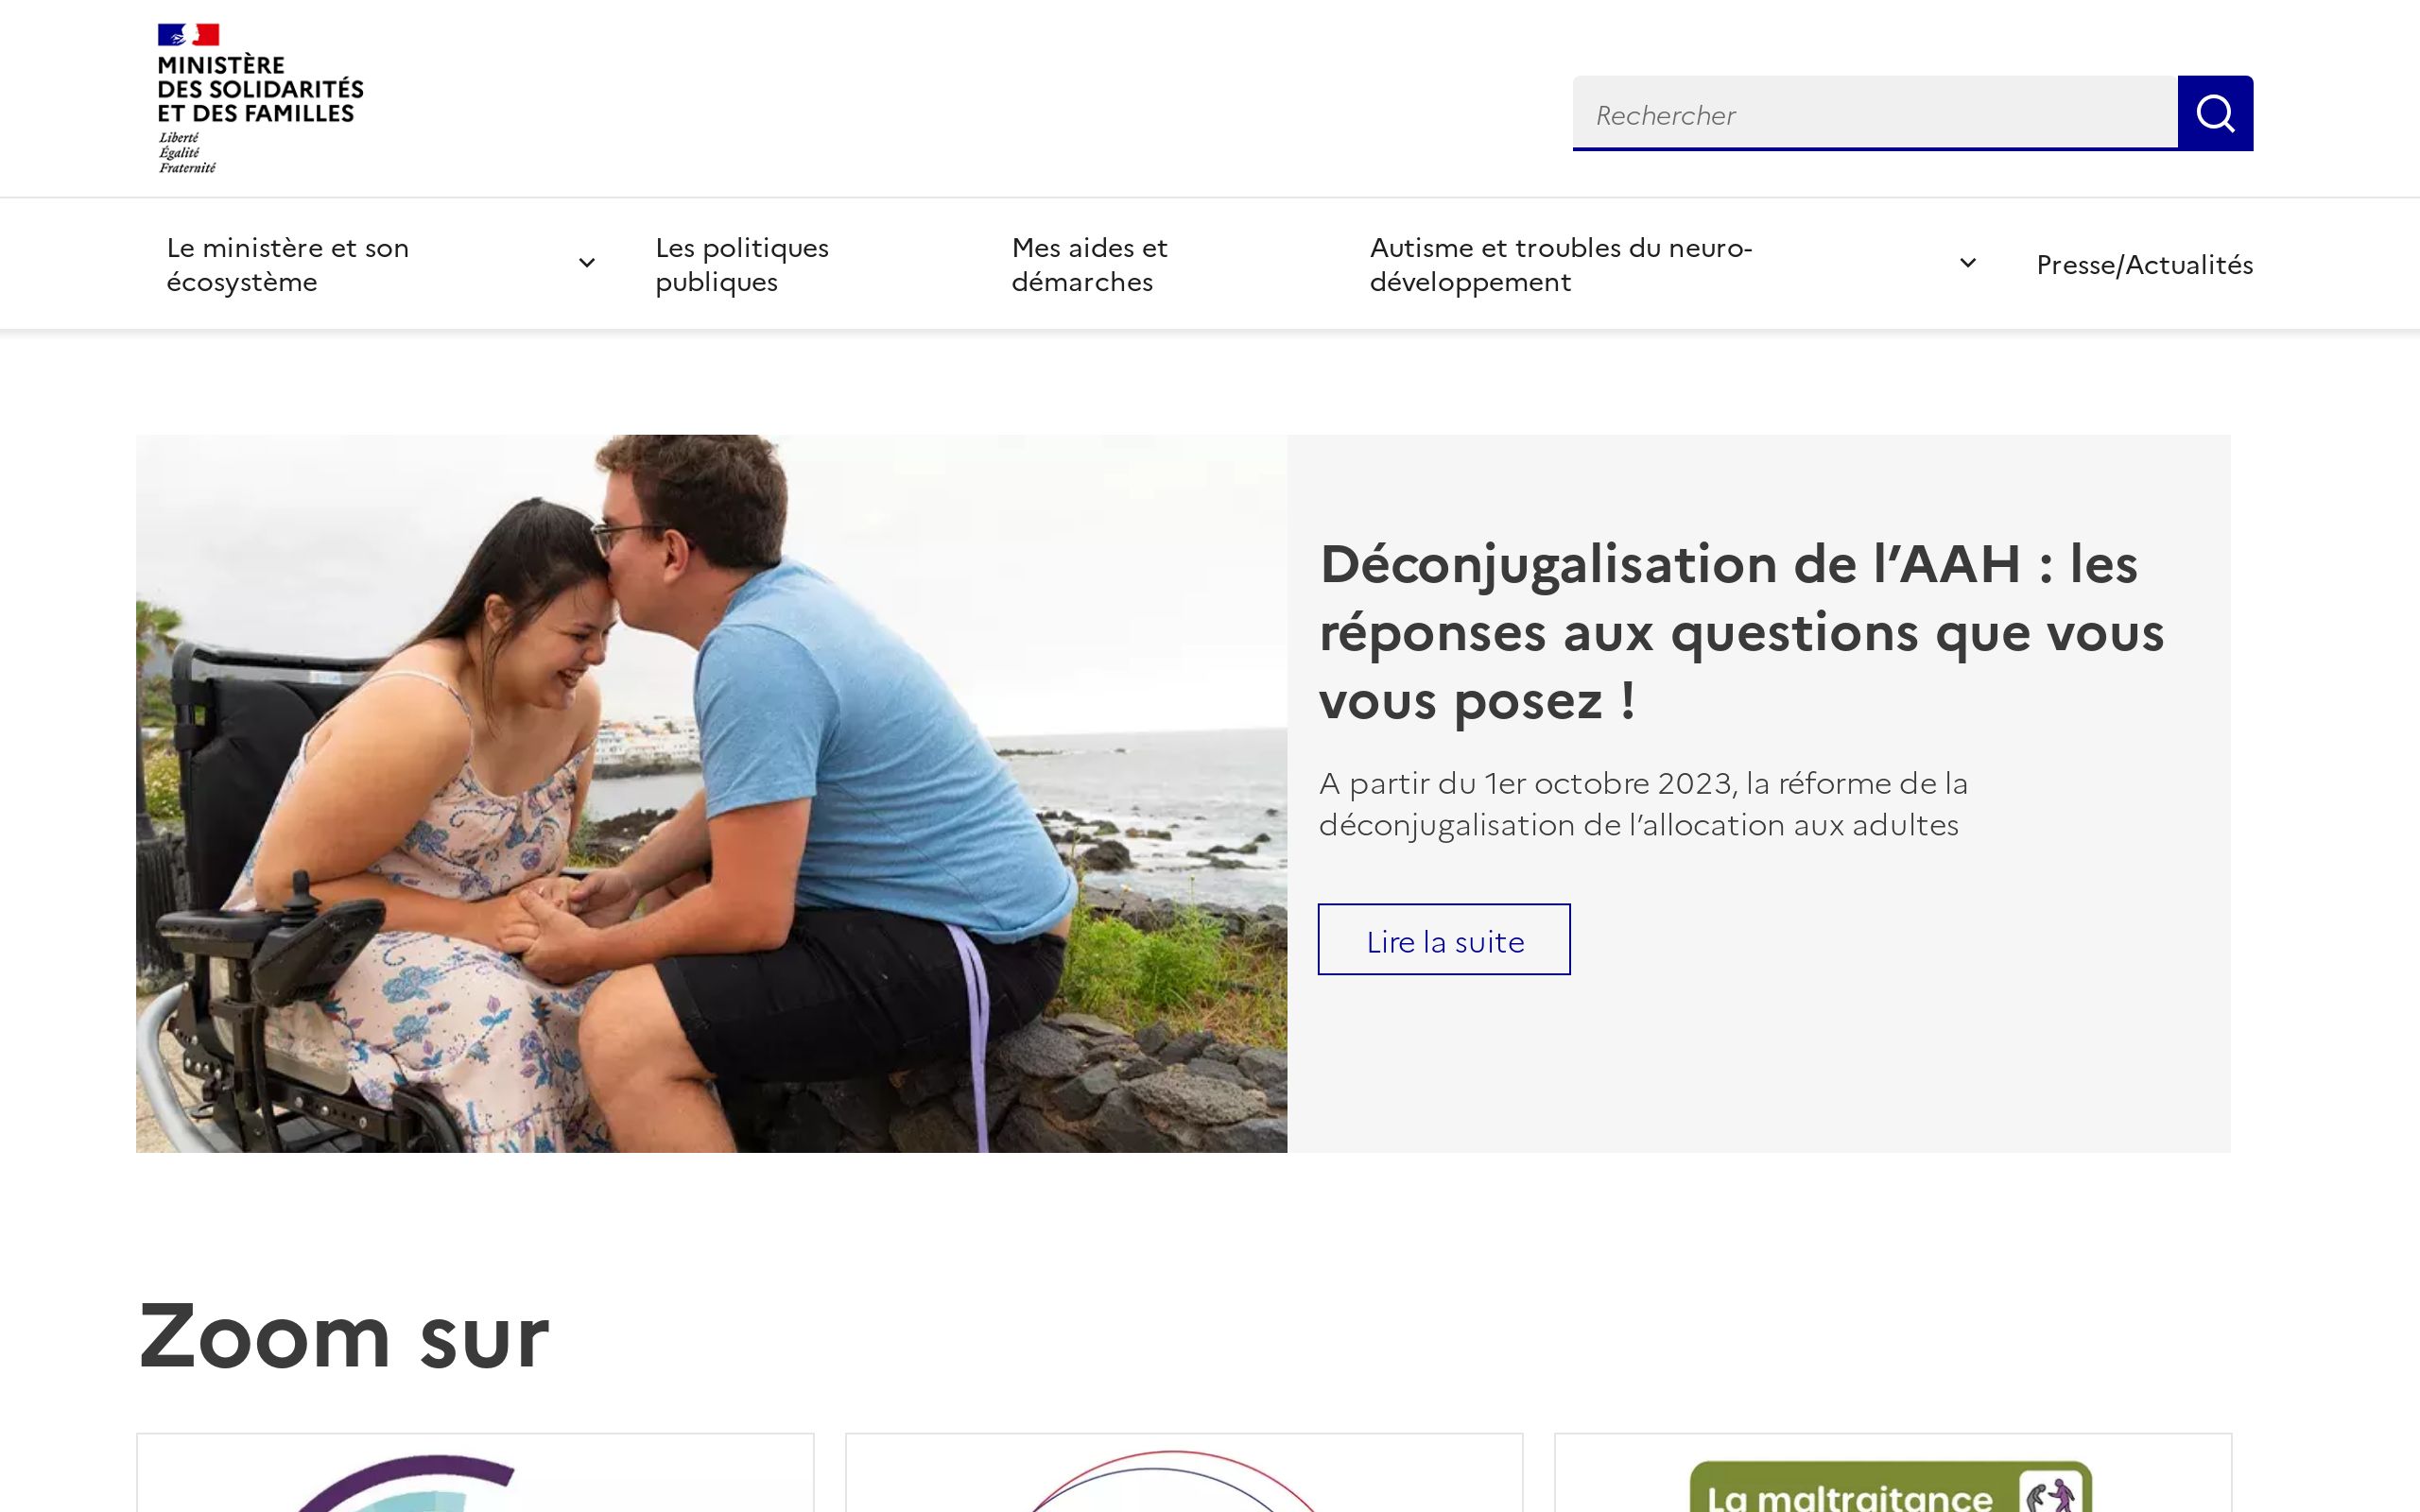 MINISTÈRE
DES SOLIDARITÉS
ET DES FAMILLES
Liberté
Égalité
Fraternité
Rechercher
Le ministère et son
écosystème
Les politiques
publiques
Mes aides et
démarches
Autisme et troubles du neuro-
développement
Presse/Actualités
Déconjugalisation de l’AAH : les
réponses aux questions que vous
vous posez !
A partir du 1er octobre 2023, la réforme de la
déconjugalisation de l’allocation aux adultes
Lire la suite
Zoom sur
La maltraitance